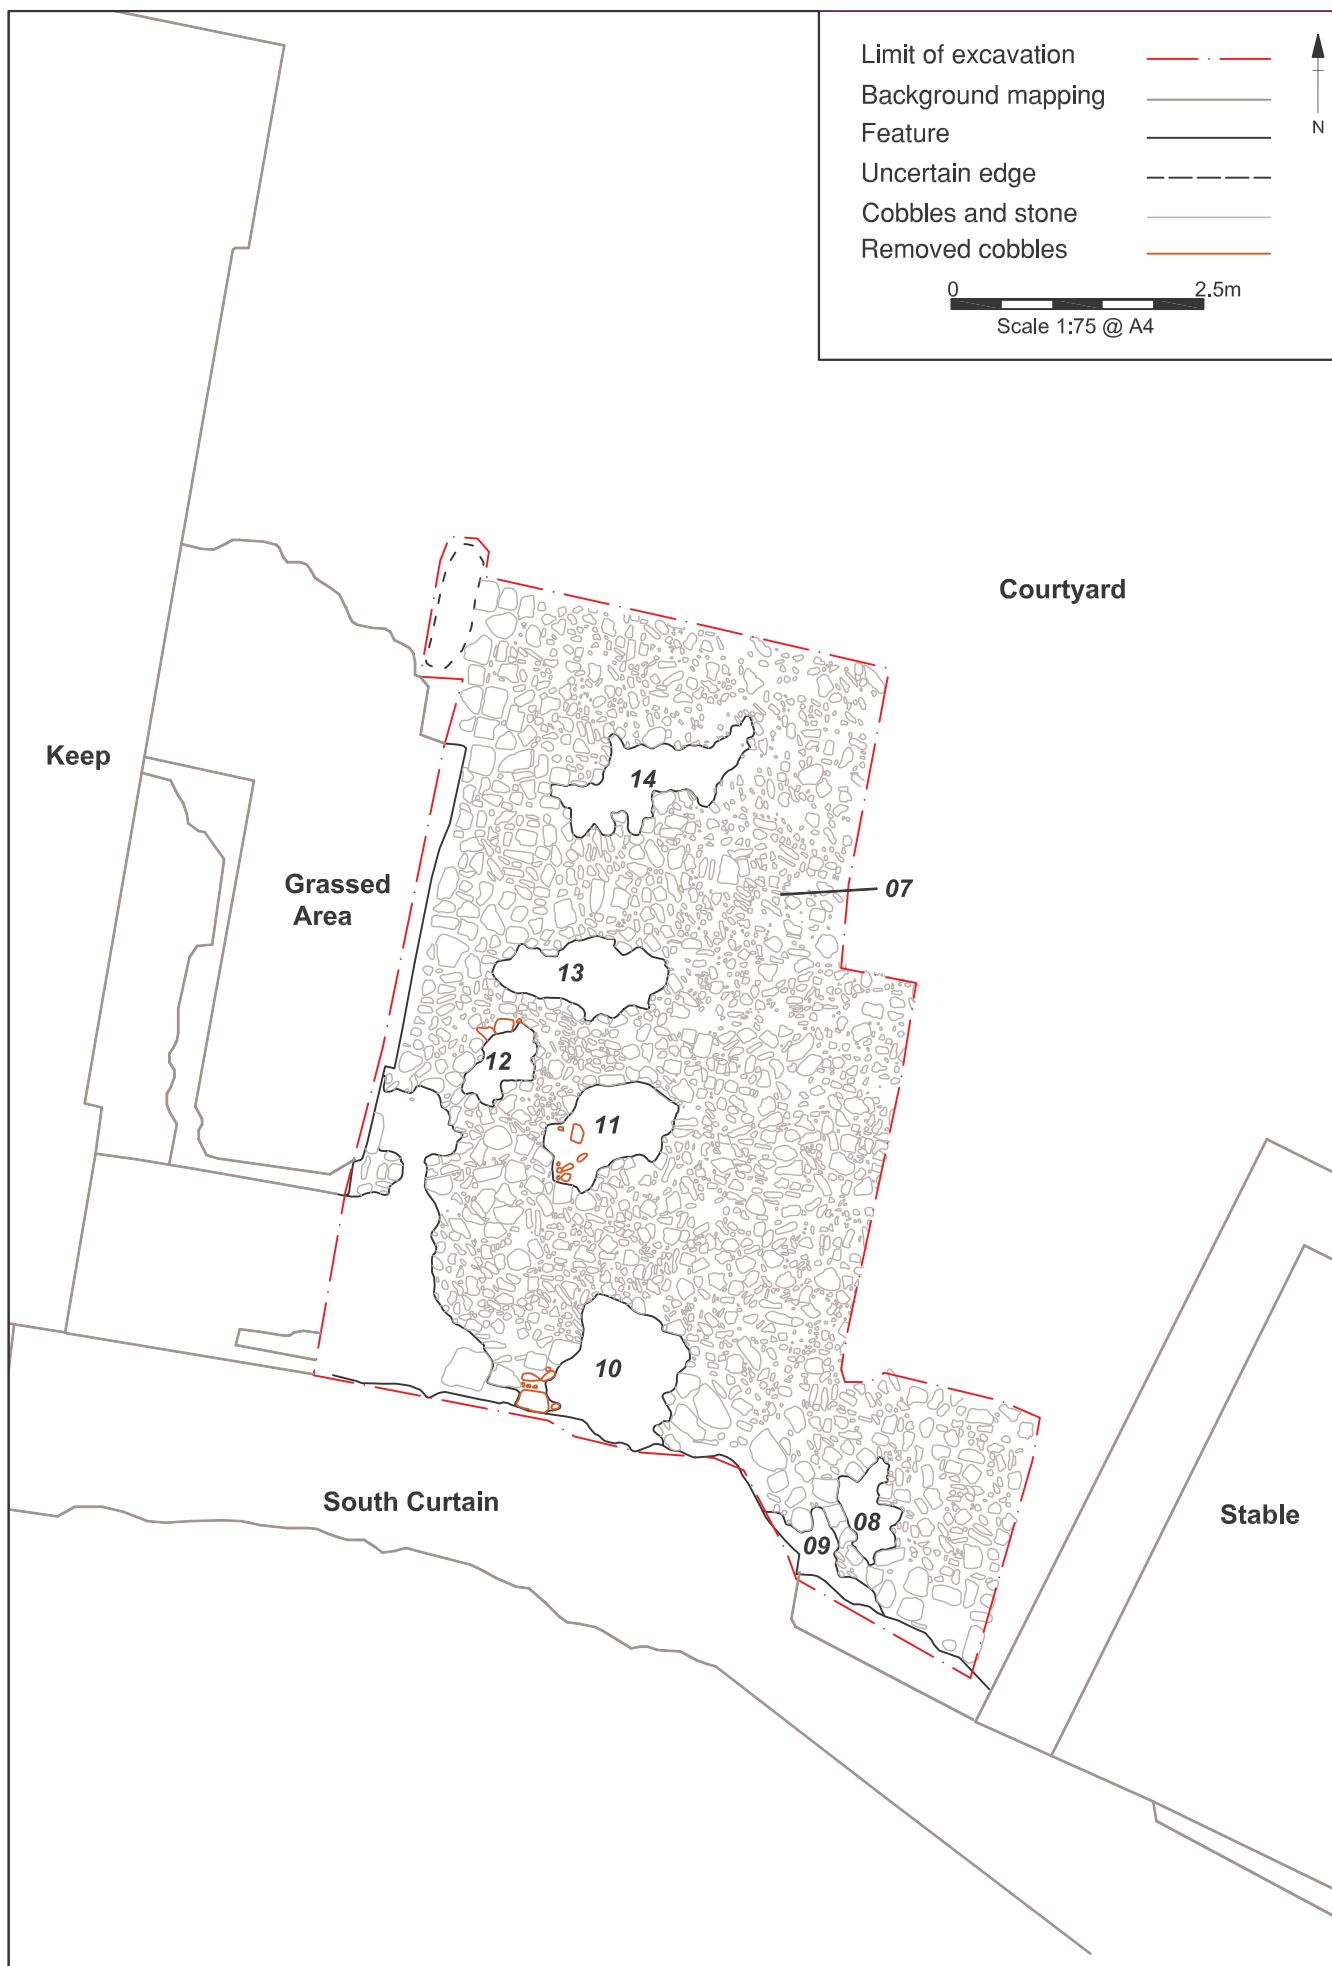 Limit of excavation
Background mapping
Feature
Uncertain edge
Cobbles and stone
Removed cobbles
N
0 2.5m
Scale 1:75 @ A4
Courtyard
Keep
14
Grassed
Area
07
13
12
11
10
South Curtain
08
09
Stable